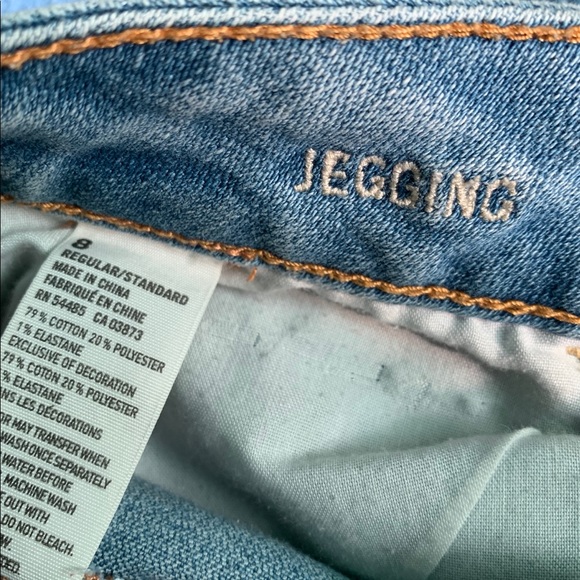 JEGGING
8
REGULAR/STANDARD
MADE IN CHINA
FABRIQUÉ EN CHINE
RN 54485 CA 03873
79% COTTON 20% POLYESTER
1% ELASTANE
EXCLUSIVE OF DECORATION
79% COTON 20% POLYESTER
% ELASTANE
NS LES DÉCORATIONS
OR MAY TRANSFER WHEN
WASH ONCE SEPARATELY
WATER BEFORE
MACHINE WASH
E OUT WITH
DO NOT BLEACH.
W.
DED.